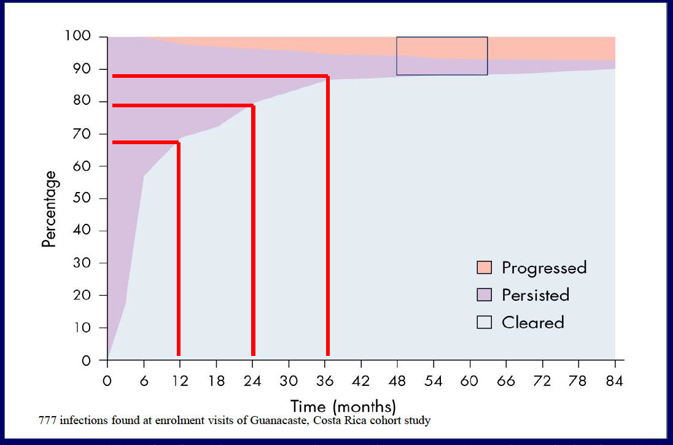 100
90
80
70
60
50
40
30
20
10
0
Percentage
Progressed
Persisted
Cleared
0 6 12 18 24 30 36 42 48 54 60 66 72 78 84
Time (months)
777 infections found at enrolment visits of Guanacaste, Costa Rica cohort study